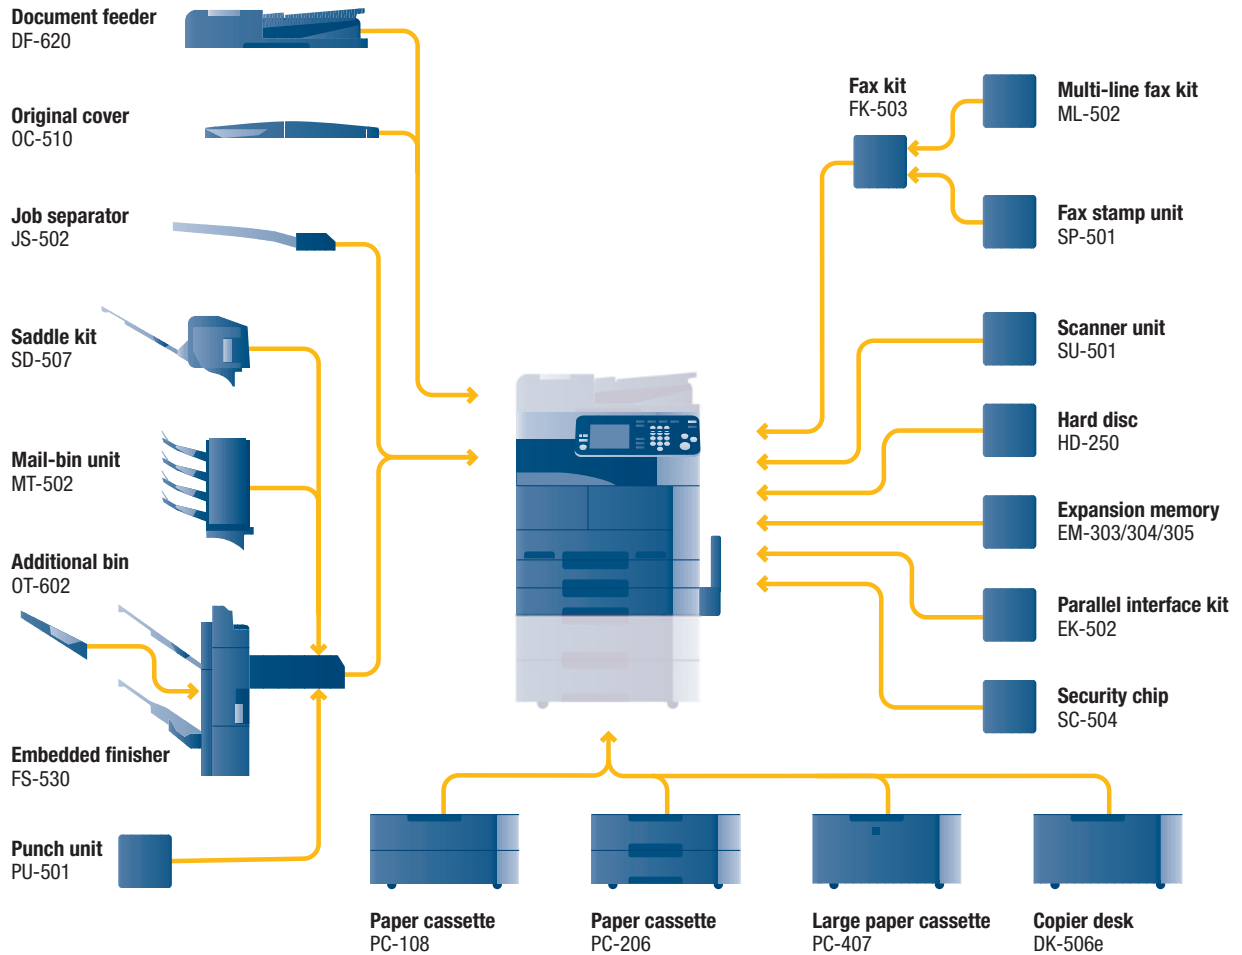 Document feeder
DF-620
Original cover
OC-510
Job separator
JS-502
Saddle kit
SD-507
Mail-bin unit
MT-502
Additional bin
OT-602
Embedded finisher
FS-530
Punch unit
PU-501
Fax kit
FK-503
Multi-line fax kit
ML-502
Fax stamp unit
SP-501
Scanner unit
SU-501
Hard disc
HD-250
Expansion memory
EM-303/304/305
Parallel interface kit
EK-502
Security chip
SC-504
Paper cassette
PC-108
Paper cassette
PC-206
Large paper cassette
PC-407
Copier desk
DK-506e